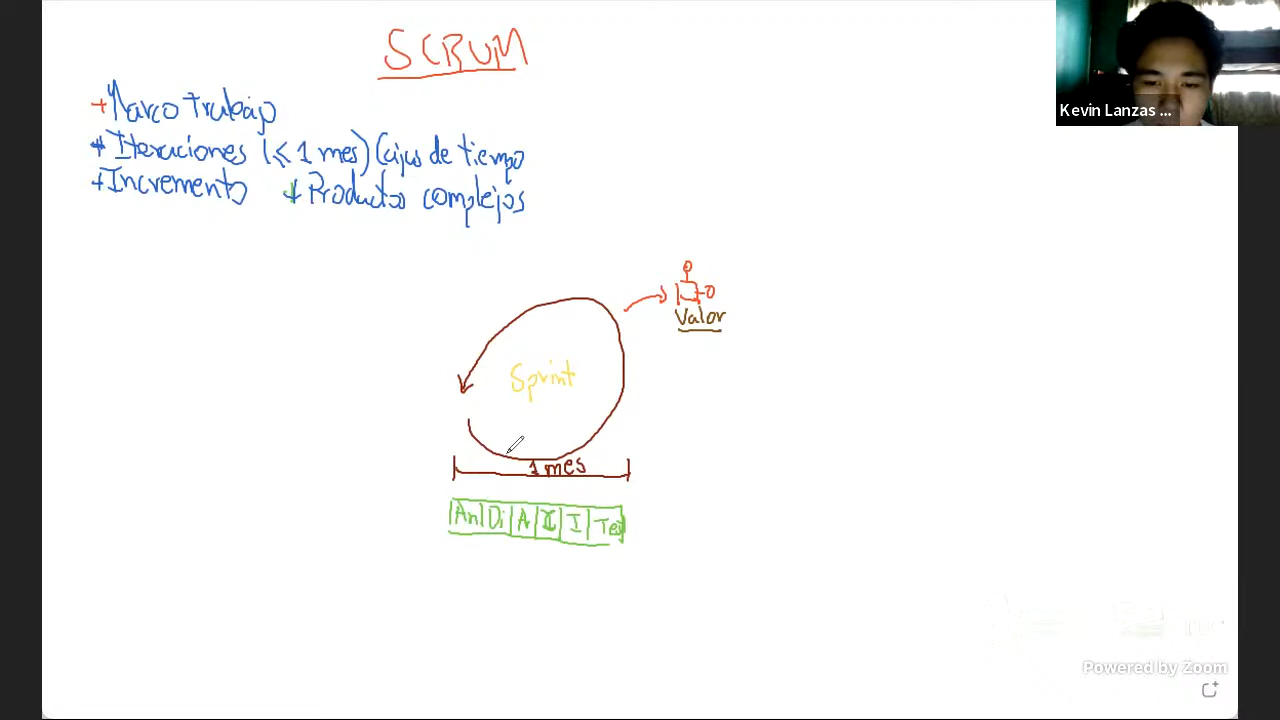 SCRUM
+ Marco trabajo
+ Iteraciones (≤ 1 mes) (cajas de tiempo
+ Incremento + Productos complejos
Valor
Sprint
1 mes
An Di A I Tes
Kevin Lanzas ...
Powered by Zoom